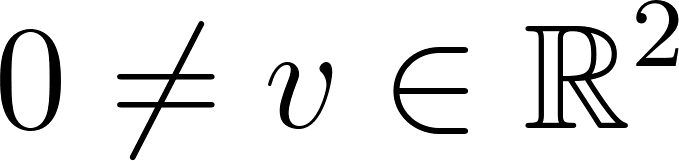 0 ≠ v ∈ ℝ²